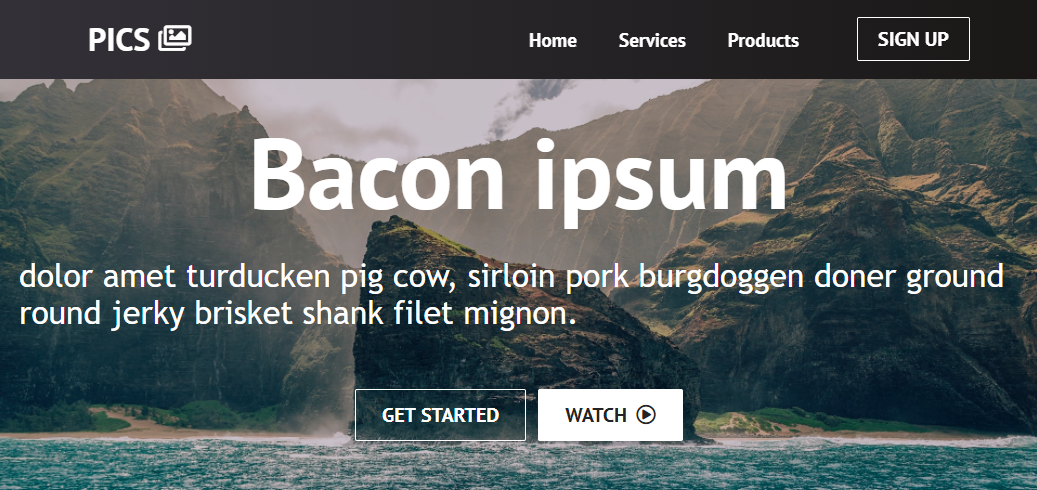 PICS
Home Services Products SIGN UP
Bacon ipsum
dolor amet turducken pig cow, sirloin pork burgdoggen doner ground
round jerky brisket shank filet mignon.
GET STARTED WATCH